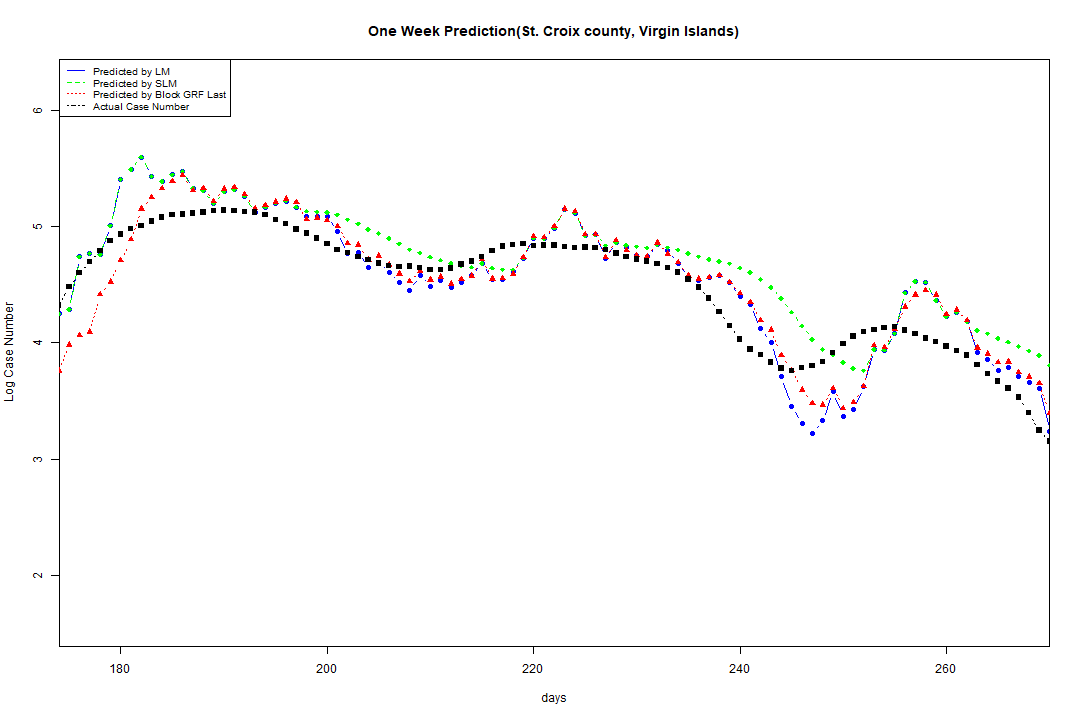 One Week Prediction(St. Croix county, Virgin Islands)
Predicted by LM
Predicted by SLM
Predicted by Block GRF Last
Actual Case Number
6
5
4
3
2
Log Case Number
180 200 220 240 260
days